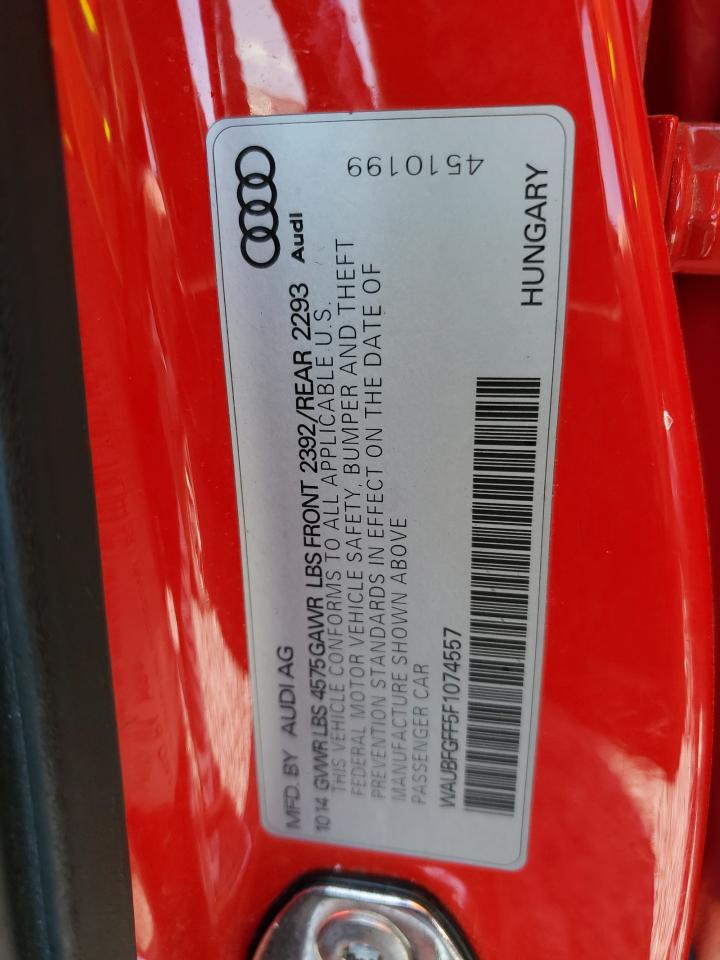 MFD. BY AUDI AG
10 14 GVWR LBS 4575 GAWR LBS FRONT 2392/REAR 2293
Audi
THIS VEHICLE CONFORMS TO ALL APPLICABLE U.S.
FEDERAL MOTOR VEHICLE SAFETY, BUMPER AND THEFT
PREVENTION STANDARDS IN EFFECT ON THE DATE OF
MANUFACTURE SHOWN ABOVE
PASSENGER CAR
WAUBFGFF5F1074557
HUNGARY
4510199